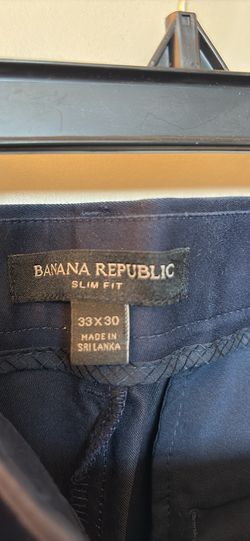 BANANA REPUBLIC
SLIM FIT
33X30
MADE IN
SRI LANKA